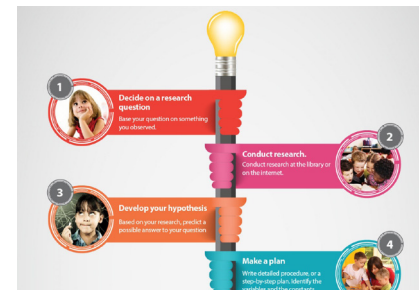 1
Decide on a research
question
Base your question on something
you observed.
2
Conduct research.
Conduct research at the library or
on the internet.
3
Develop your hypothesis
Based on your research, predict a
possible answer to your question
4
Make a plan
Write detailed procedure, or a
step-by-step plan. Identify the
variables and the constants